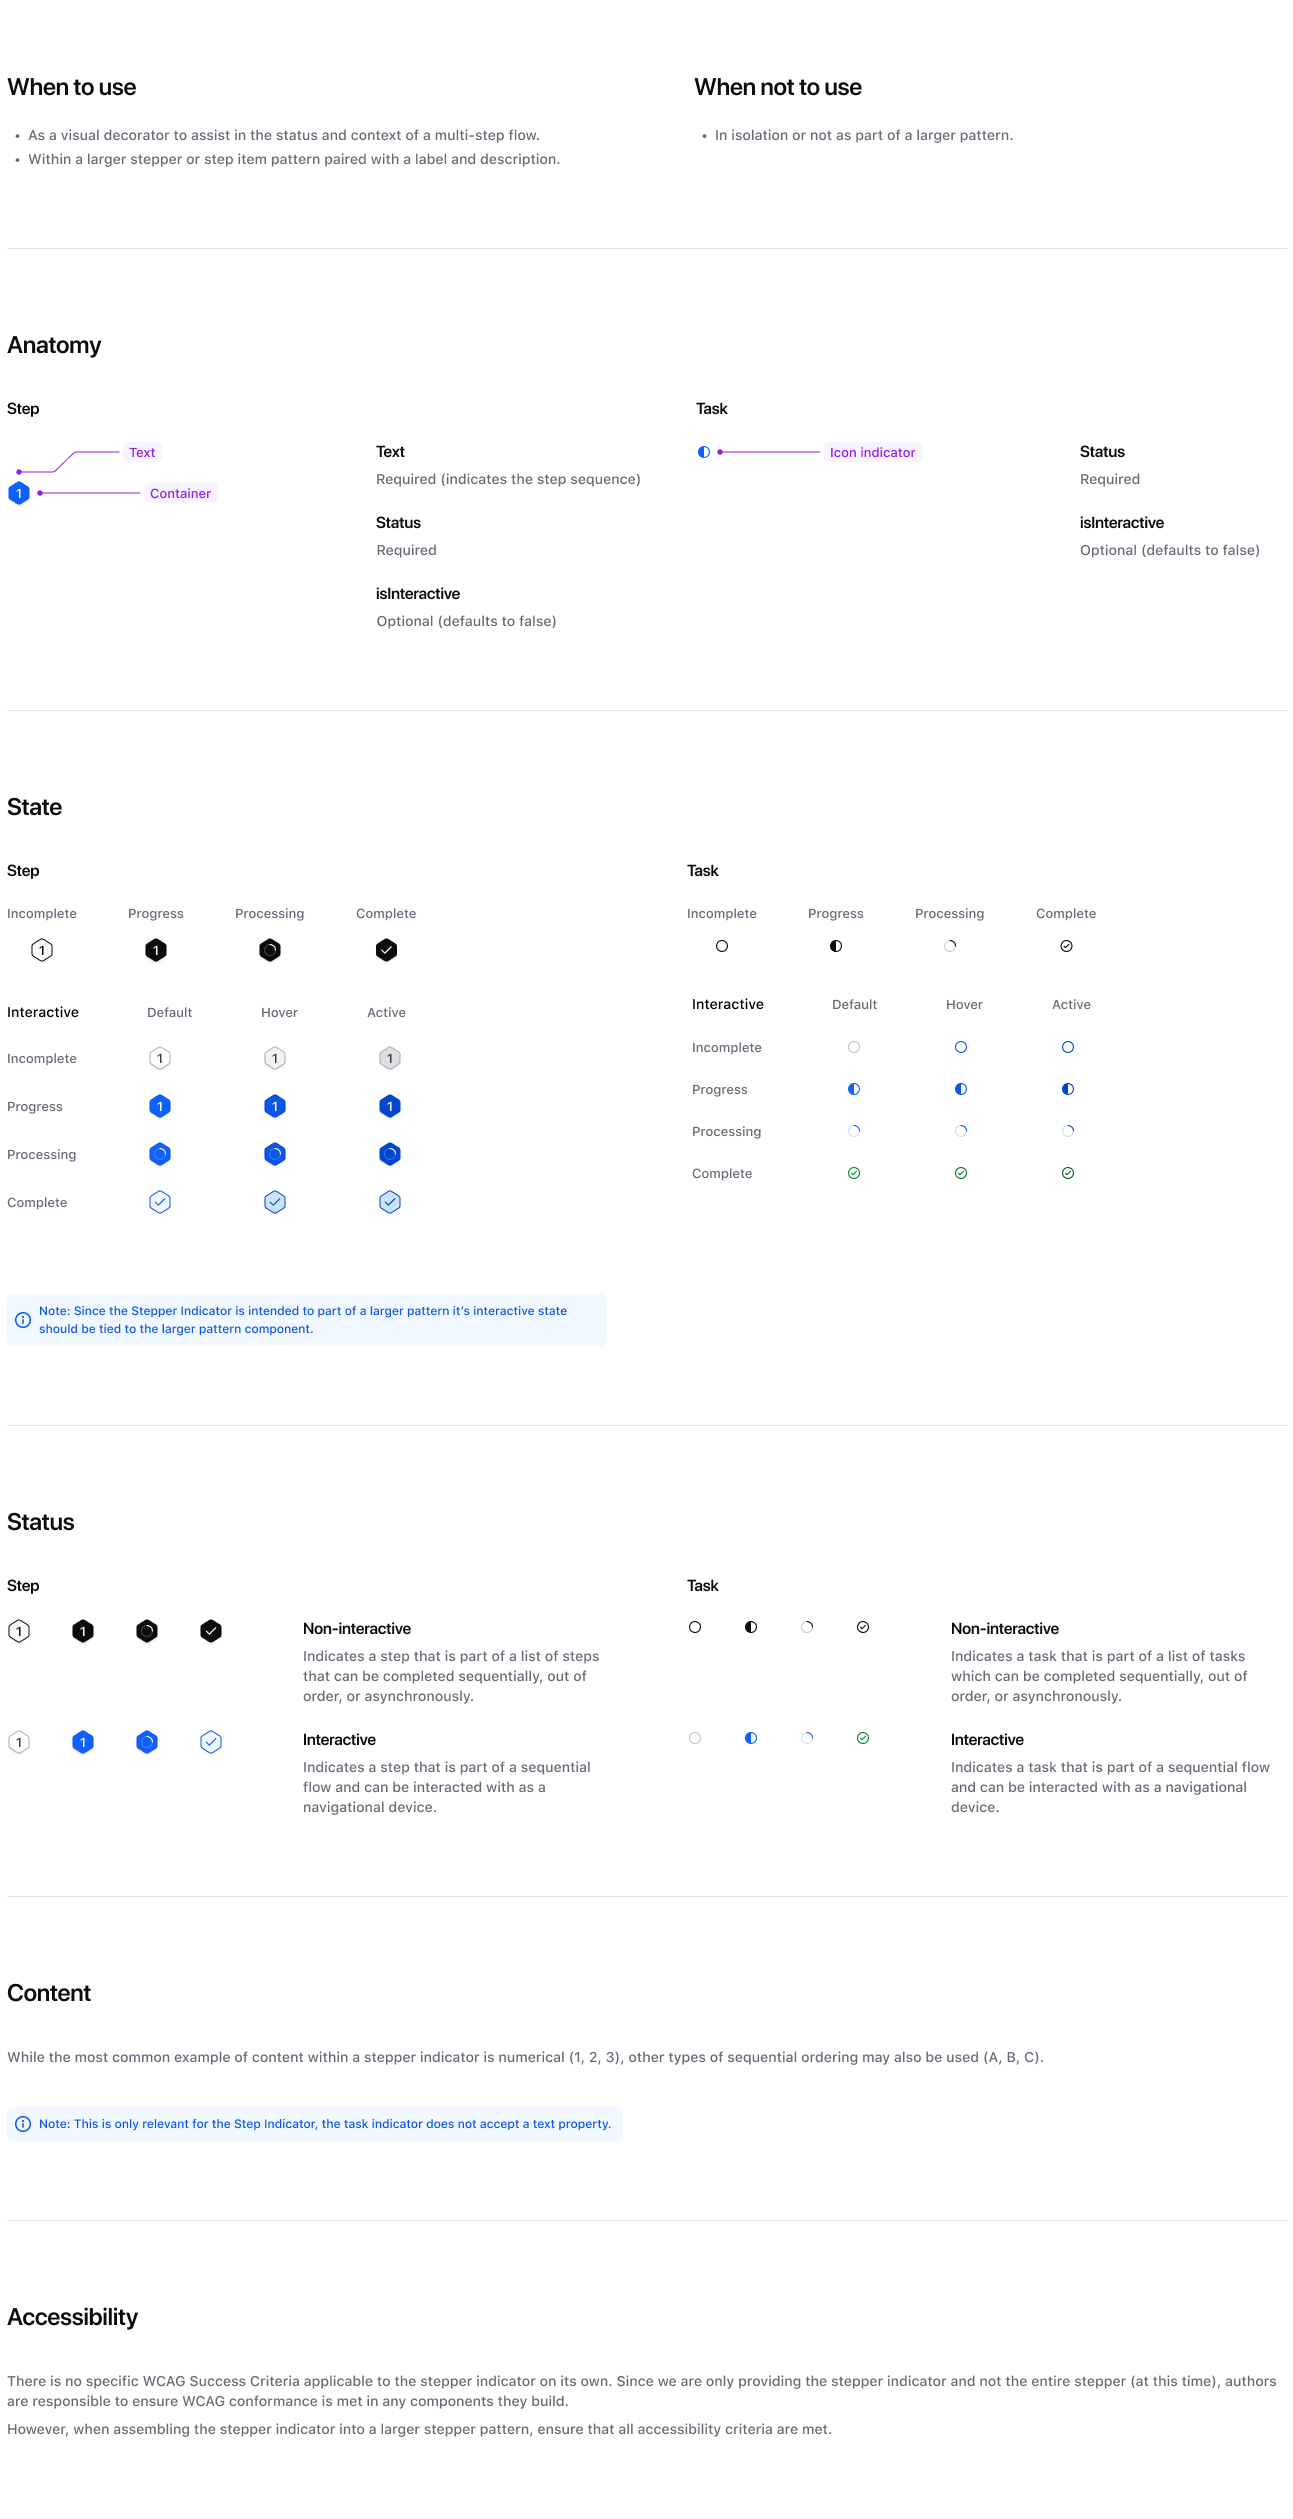 When to use
• As a visual decorator to assist in the status and context of a multi-step flow.
• Within a larger stepper or step item pattern paired with a label and description.
When not to use
• In isolation or not as part of a larger pattern.
Anatomy
Step
Text
1
Container
Text
Required (indicates the step sequence)
Status
Required
isInteractive
Optional (defaults to false)
Task
Icon indicator
Status
Required
isInteractive
Optional (defaults to false)
State
Step
Incomplete Progress Processing Complete
1 1
Interactive Default Hover Active
Incomplete 1 1 1
Progress 1 1 1
Processing
Complete
Task
Incomplete Progress Processing Complete
Interactive Default Hover Active
Incomplete
Progress
Processing
Complete
Note: Since the Stepper Indicator is intended to part of a larger pattern it's interactive state
should be tied to the larger pattern component.
Status
Step
1 1
Non-interactive
Indicates a step that is part of a list of steps
that can be completed sequentially, out of
order, or asynchronously.
1 1
Interactive
Indicates a step that is part of a sequential
flow and can be interacted with as a
navigational device.
Task
Non-interactive
Indicates a task that is part of a list of tasks
which can be completed sequentially, out of
order, or asynchronously.
Interactive
Indicates a task that is part of a sequential flow
and can be interacted with as a navigational
device.
Content
While the most common example of content within a stepper indicator is numerical (1, 2, 3), other types of sequential ordering may also be used (A, B, C).
Note: This is only relevant for the Step Indicator, the task indicator does not accept a text property.
Accessibility
There is no specific WCAG Success Criteria applicable to the stepper indicator on its own. Since we are only providing the stepper indicator and not the entire stepper (at this time), authors
are responsible to ensure WCAG conformance is met in any components they build.
However, when assembling the stepper indicator into a larger stepper pattern, ensure that all accessibility criteria are met.